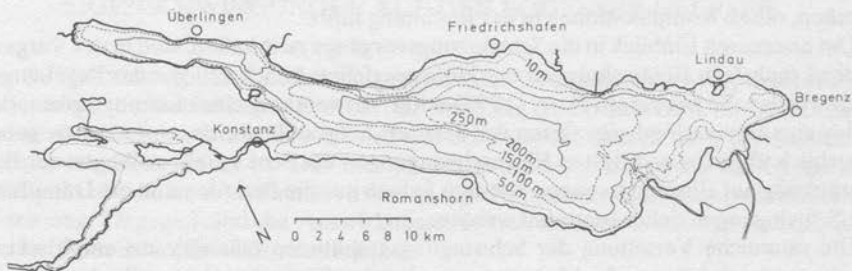 Überlingen
Friedrichshafen
Lindau
Bregenz
10m
250m
Konstanz
200m
150m
100m
50m
Romanshorn
N
0 2 4 6 8 10 km